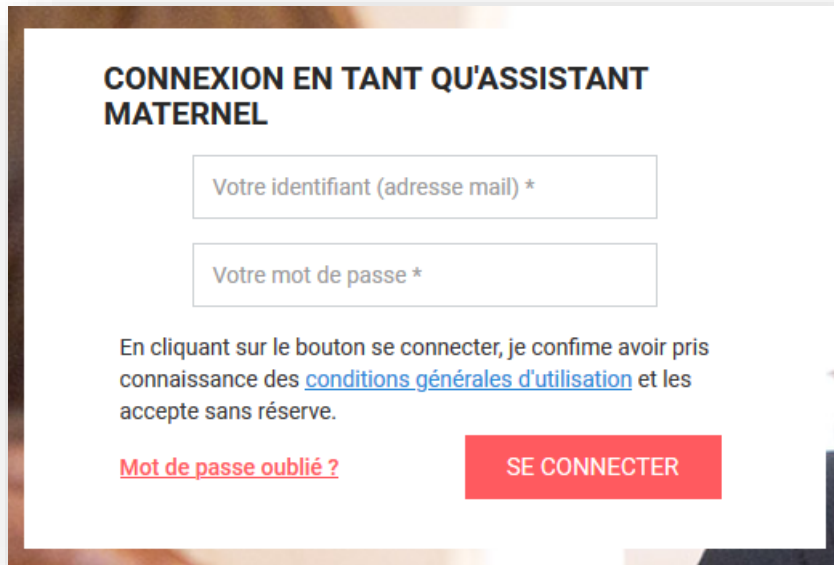 CONNEXION EN TANT QU'ASSISTANT
MATERNEL
Votre identifiant (adresse mail) *
Votre mot de passe *
En cliquant sur le bouton se connecter, je confime avoir pris
connaissance des conditions générales d'utilisation et les
accepte sans réserve.
Mot de passe oublié ?
SE CONNECTER